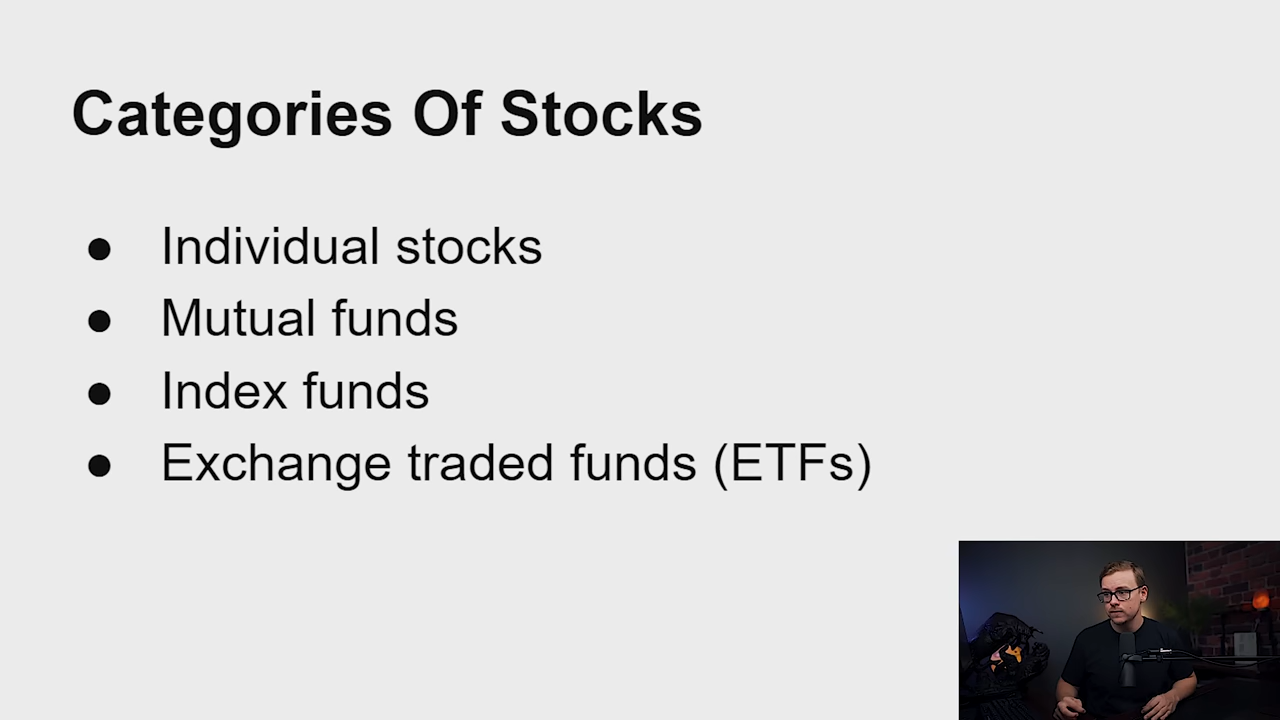 Categories Of Stocks
● Individual stocks
● Mutual funds
● Index funds
● Exchange traded funds (ETFs)